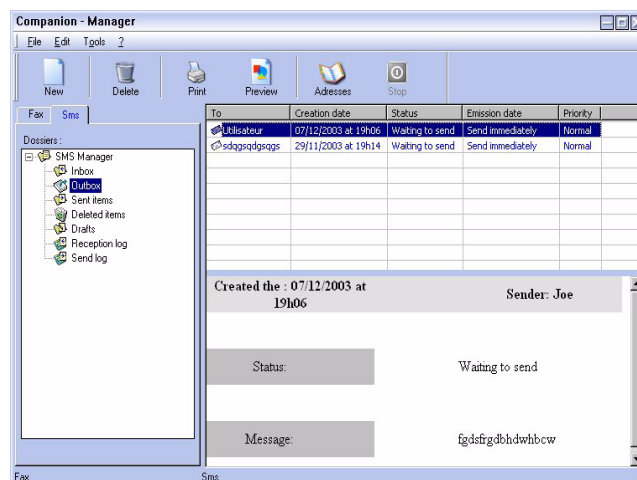 Companion - Manager
File Edit Tools ?
New Delete Print Preview Adresses Stop
Fax Sms
Dossiers :
SMS Manager
Inbox
Outbox
Sent items
Deleted items
Drafts
Reception log
Send log
To Creation date Status Emission date Priority
Utilisateur 07/12/2003 at 19h06 Waiting to send Send immediately Normal
sdqgsqdgsqgs 29/11/2003 at 19h14 Waiting to send Send immediately Normal
Created the : 07/12/2003 at
19h06
Sender: Joe
Status: Waiting to send
Message: fgdsfrgdbhdwhbcw
Fax Sms